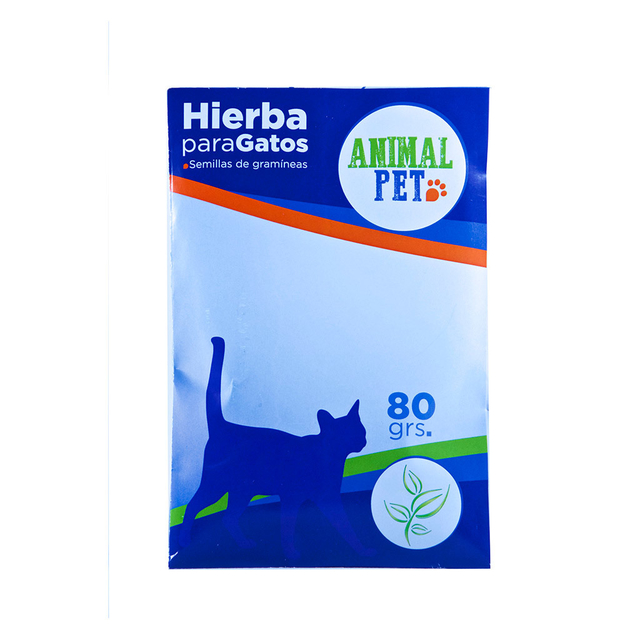 Hierba
paraGatos
Semillas de gramíneas
ANIMAL
PET
80
grs.